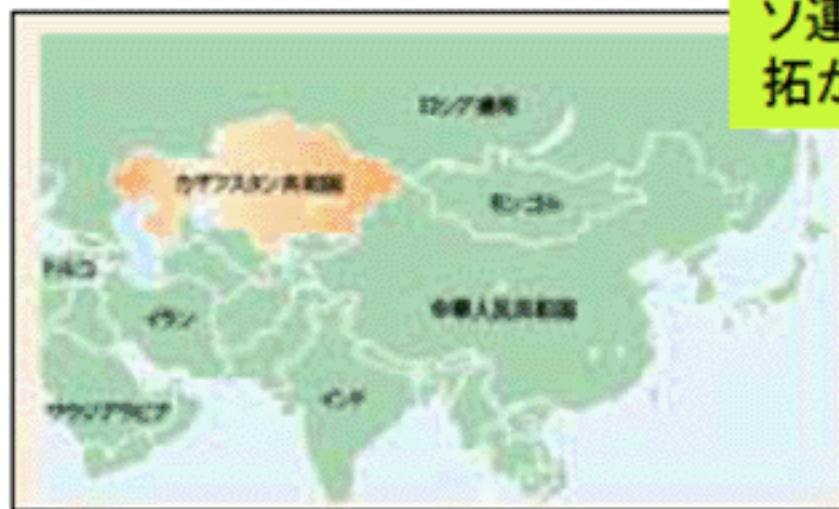 ソ連
拓か
ロシア連邦
カザフスタン共和国
モンゴル
トルコ
イラン
中華人民共和国
サウジアラビア
インド